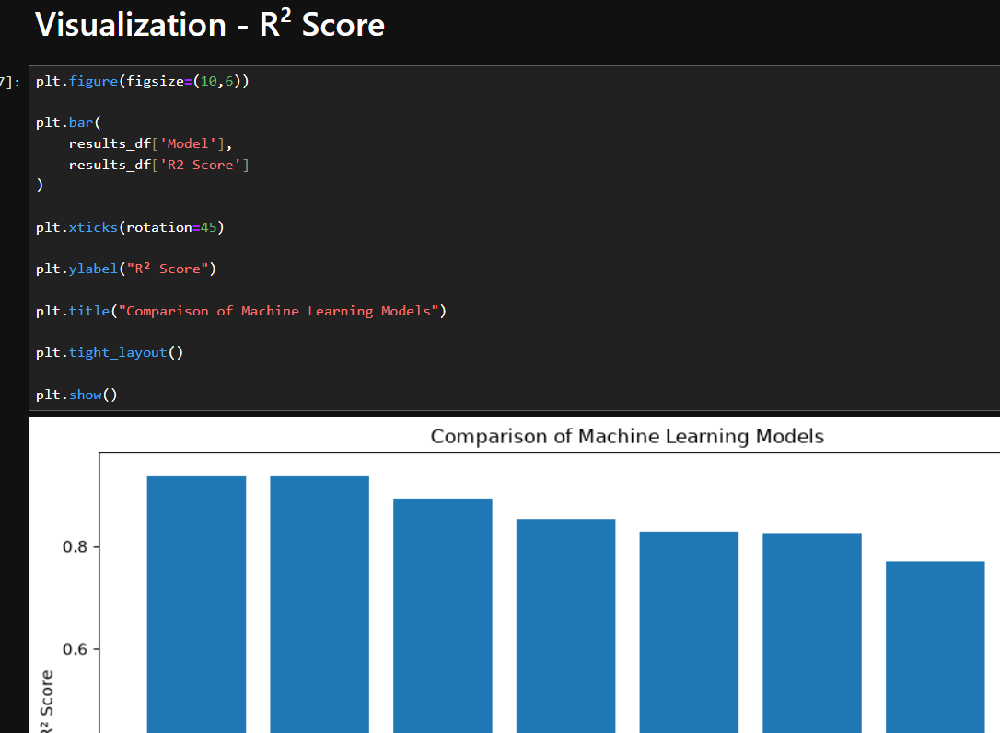 Visualization - R² Score
7]:
plt.figure(figsize=(10,6))
plt.bar(
    results_df['Model'],
    results_df['R2 Score']
)
plt.xticks(rotation=45)
plt.ylabel("R² Score")
plt.title("Comparison of Machine Learning Models")
plt.tight_layout()
plt.show()
Comparison of Machine Learning Models
0.8
0.6
R² Score